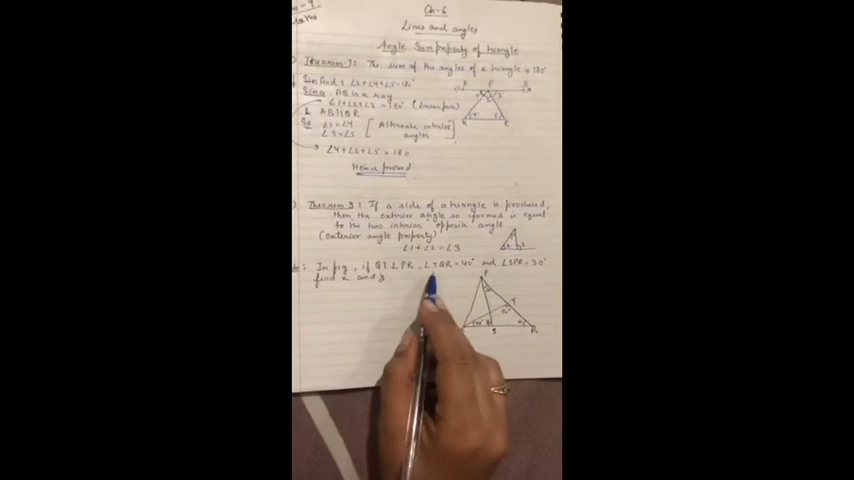 Ch-6
Lines and angles
Angle Sum property of triangle
Theorem-7: The sum of the angles of a triangle is 180°
∠2+∠4+∠5=180°
Since AB is a ray
∠1+∠2+∠3=180° (Linear pair)
AB||QR
∠1=∠4 [Alternate interior
∠3=∠5 angles]
∠4+∠2+∠5=180
Hence proved
Theorem 8: If a side of a triangle is produced,
then the exterior angle so formed is equal
to the two interior opposite angle
(exterior angle property)
∠1+∠2=∠3
In fig, if QT⊥PR, ∠TQR=40° and ∠SPR=30°
find x and y
P
T
S
R